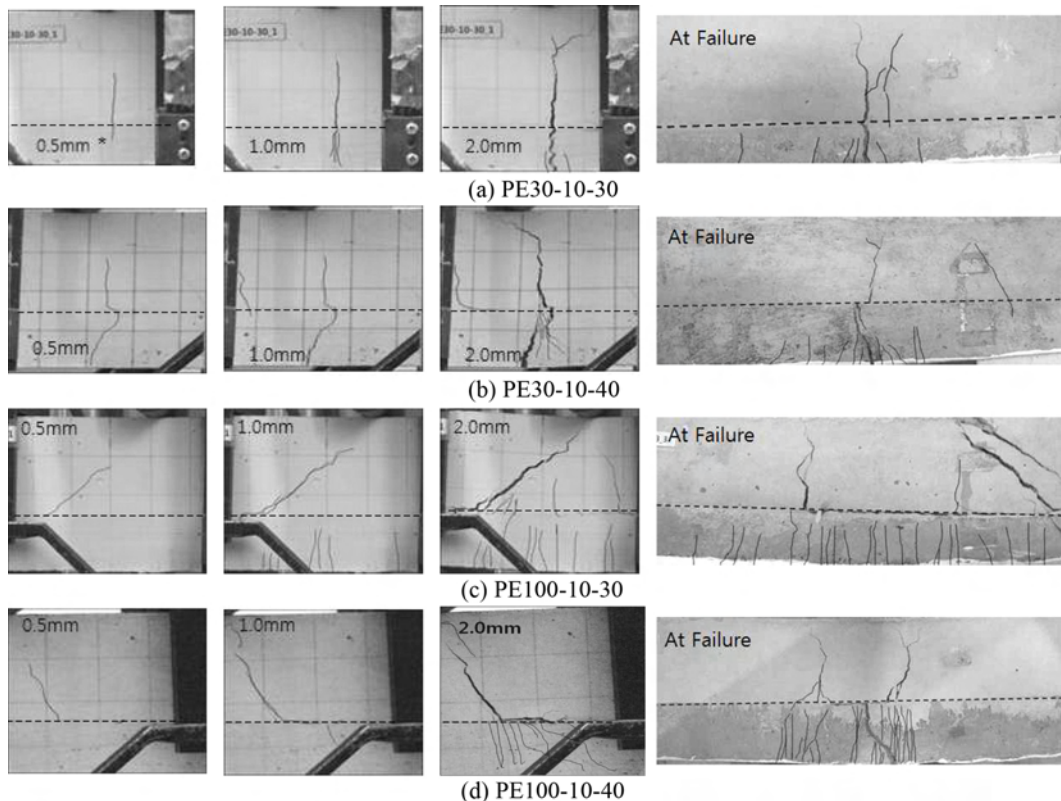 30-10-30_1
E30-10-30_1
E30-10-30_1
At Failure
0.5mm *
1.0mm
2.0mm
(a) PE30-10-30
At Failure
0.5mm
1.0mm
2.0mm
(b) PE30-10-40
0.5mm
1.0mm
2.0mm
At Failure
(c) PE100-10-30
0.5mm
1.0mm
2.0mm
At Failure
(d) PE100-10-40